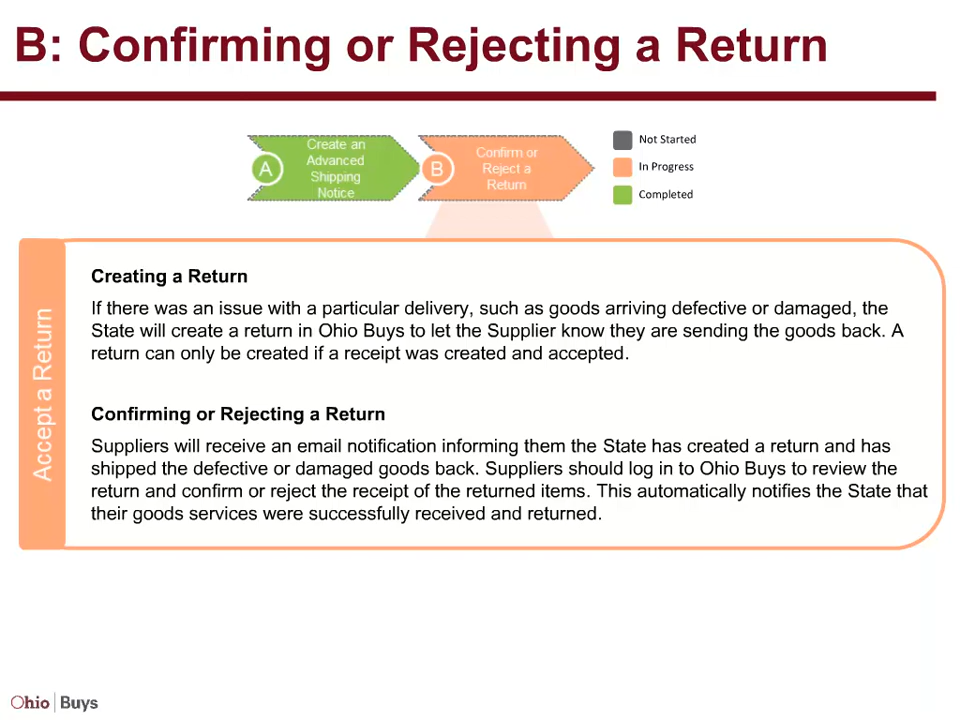 B: Confirming or Rejecting a Return
A
Create an
Advanced
Shipping
Notice
B
Confirm or
Reject a
Return
Not Started
In Progress
Completed
Accept a Return
Creating a Return
If there was an issue with a particular delivery, such as goods arriving defective or damaged, the
State will create a return in Ohio Buys to let the Supplier know they are sending the goods back. A
return can only be created if a receipt was created and accepted.
Confirming or Rejecting a Return
Suppliers will receive an email notification informing them the State has created a return and has
shipped the defective or damaged goods back. Suppliers should log in to Ohio Buys to review the
return and confirm or reject the receipt of the returned items. This automatically notifies the State that
their goods services were successfully received and returned.
Ohio Buys